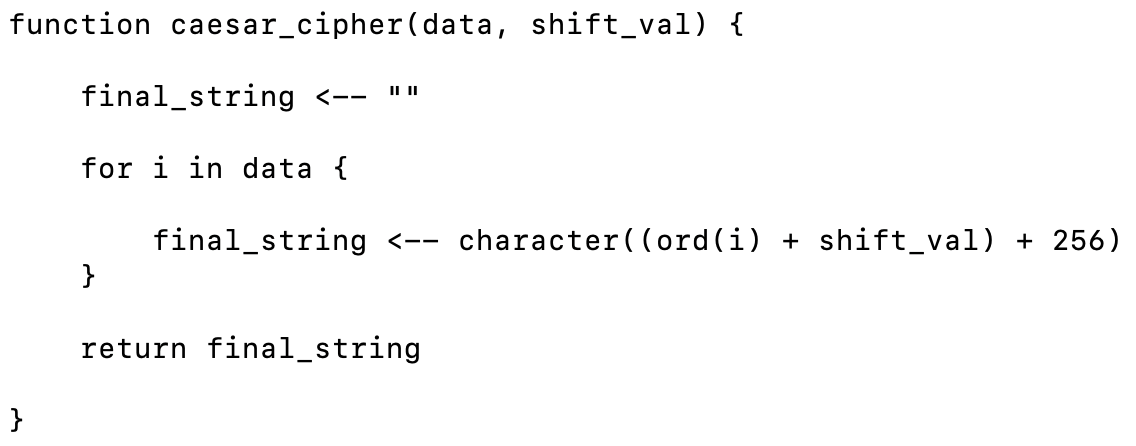 function caesar_cipher(data, shift_val) {
final_string <-- ""
for i in data {
final_string <-- character((ord(i) + shift_val) + 256)
}
return final_string
}